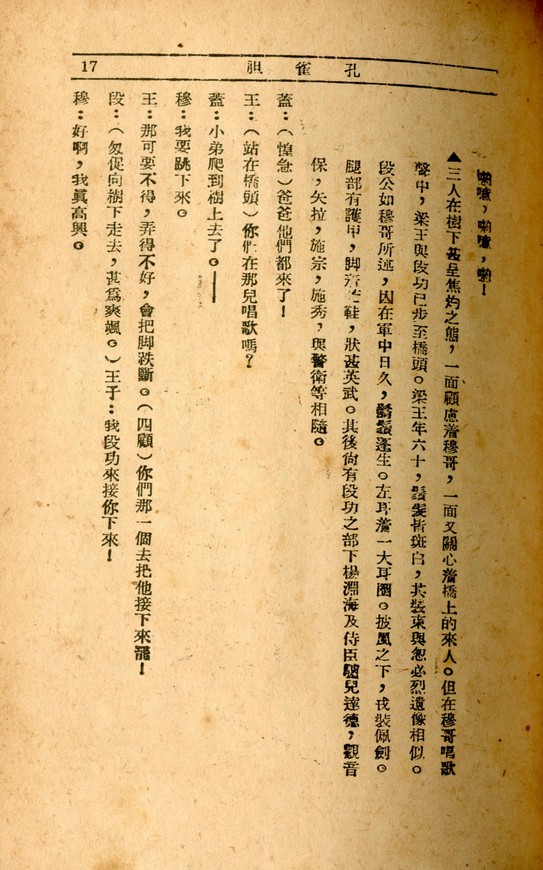 孔雀胆
17
啲噹，啲噹，啲！
▲三人在樹下甚呈焦灼之態，一面顧慮着穆哥，一面又關心着橋上的來人。但在穆哥唱歌
聲中，梁王與段功已步至橋頭。梁王年六十，鬚髮皆斑白，其裝束與忽必烈遺像相似。
段公如穆哥所述，因在軍中日久，鬍鬚蓬生。左耳着一大耳圈。披風之下，戎裝佩劍。
腿部有護甲，脚着芒鞋，狀甚英武。其後尙有段功之部下楊淵海及侍臣驢兒達德，觀音
保，矢拉，施宗，施秀，與警衛等相隨。
蓋：（惶急）爸爸他們都來了！
王：（站在橋頭）你們在那兒唱歌嗎？
蓋：小弟爬到樹上去了。——
穆：我要跳下來。
王：那可要不得，弄得不好，會把脚跌斷。（四顧）你們那一個去把他接下來罷！
段：（匆促向樹下走去，甚爲爽颯。）王子：我段功來接你下來！
穆：好啊，我眞高興。